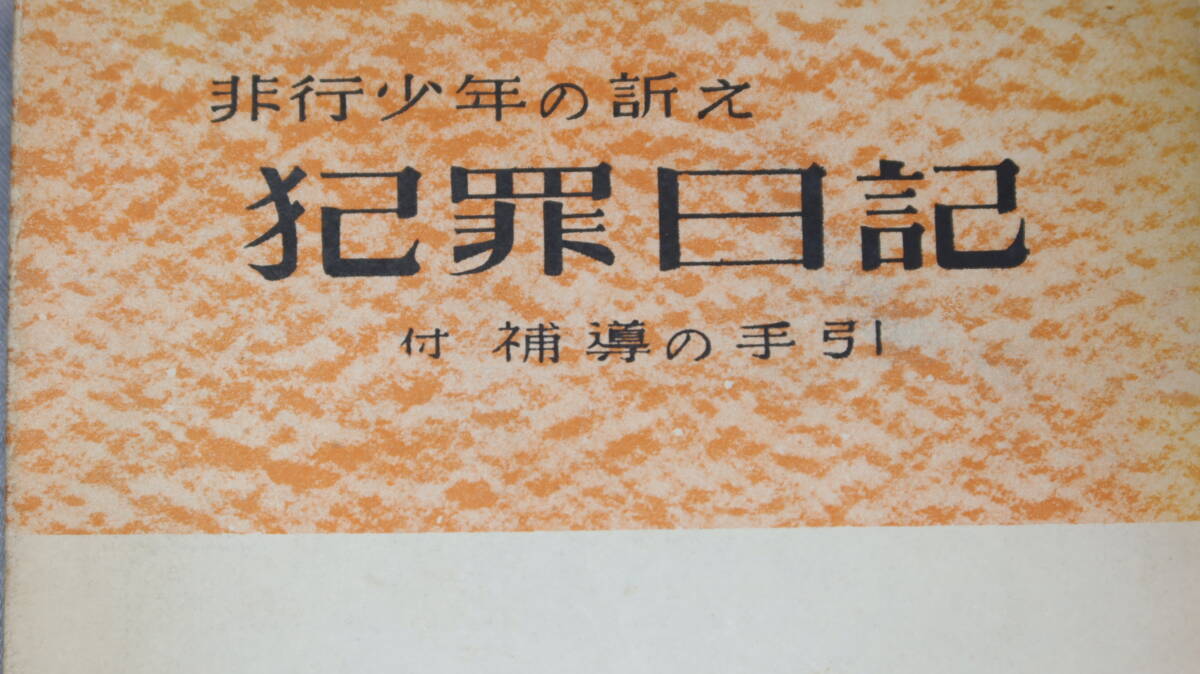 非行少年の訴え
犯罪日記
付 補導の手引